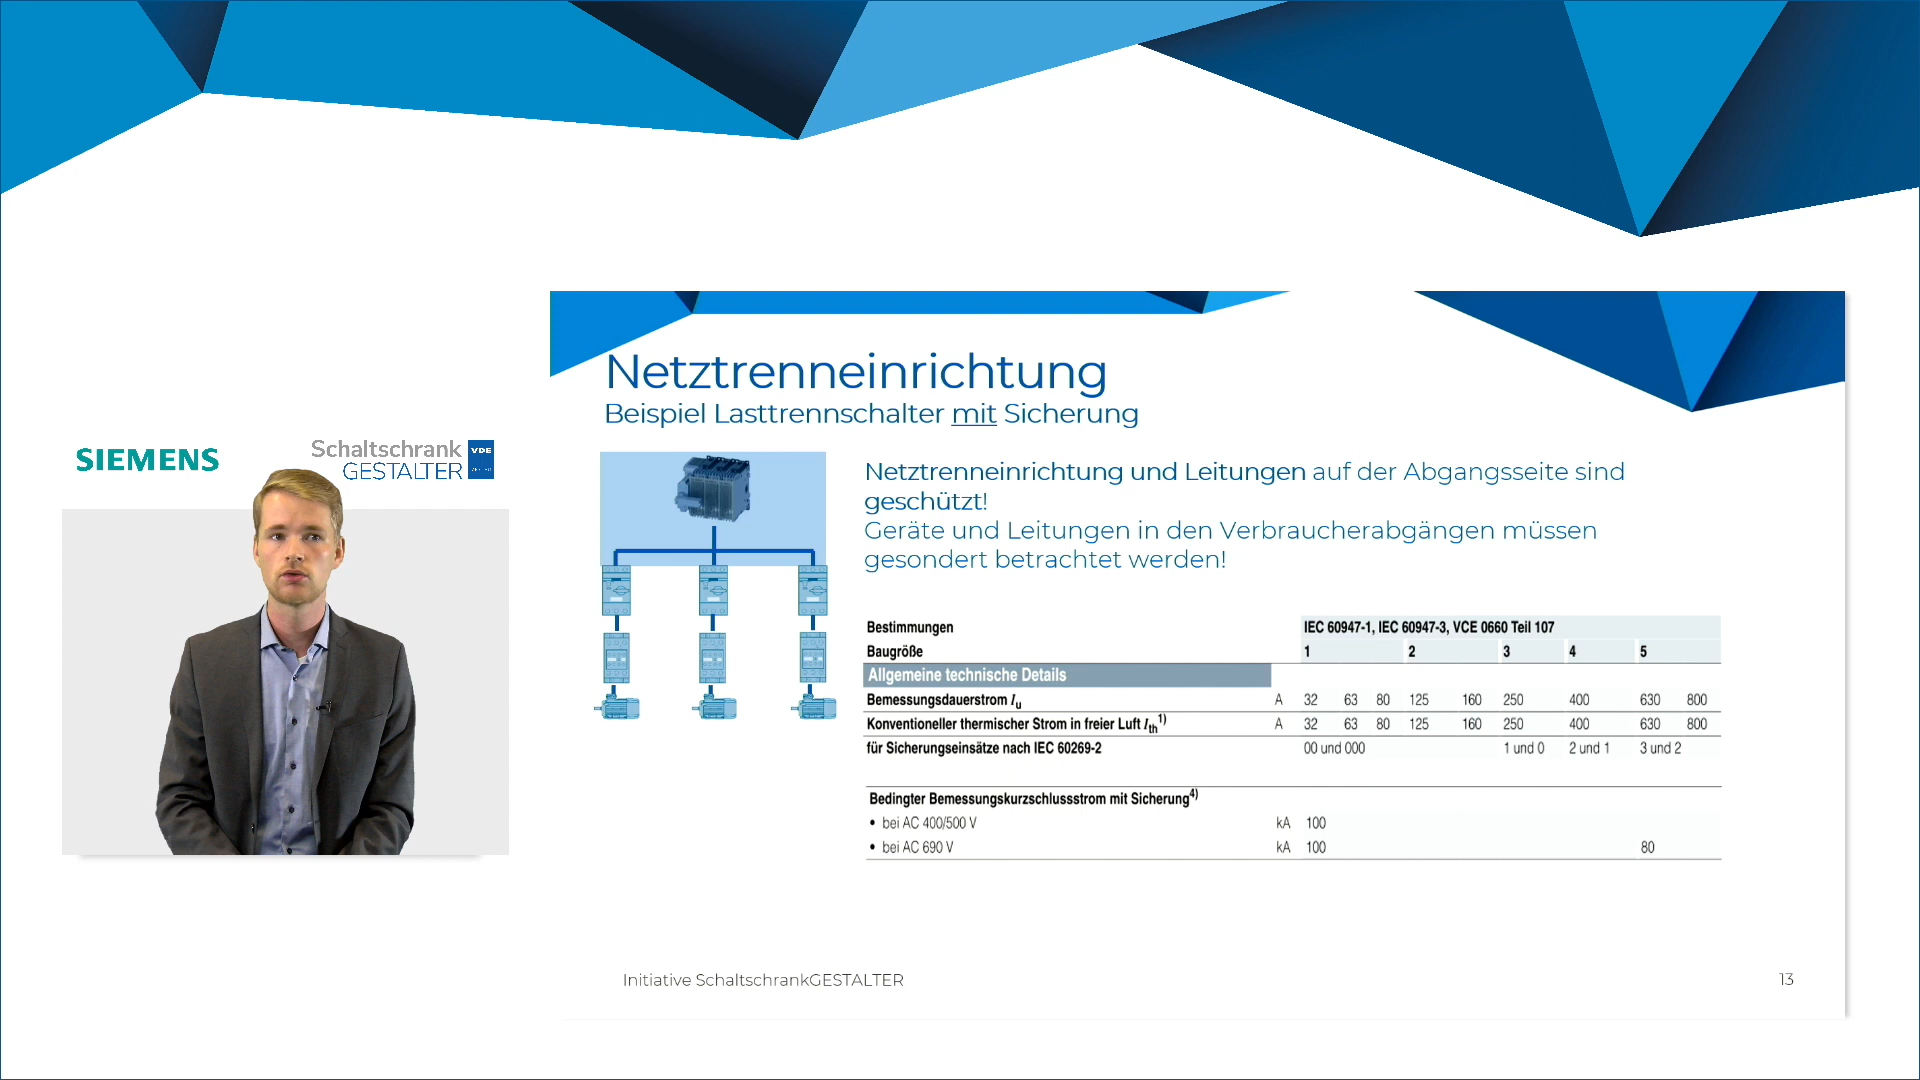 SIEMENS
Schaltschrank
GESTALTER
VDE
Netztrenneinrichtung
Beispiel Lasttrennschalter mit Sicherung
Netztrenneinrichtung und Leitungen auf der Abgangsseite sind
geschützt!
Geräte und Leitungen in den Verbraucherabgängen müssen
gesondert betrachtet werden!
Bestimmungen IEC 60947-1, IEC 60947-3, VCE 0660 Teil 107
Baugröße 1 2 3 4 5
Allgemeine technische Details
Bemessungsdauerstrom Iu A 32 63 80 125 160 250 400 630 800
Konventioneller thermischer Strom in freier Luft Ith1) A 32 63 80 125 160 250 400 630 800
für Sicherungseinsätze nach IEC 60269-2 00 und 000 1 und 0 2 und 1 3 und 2
Bedingter Bemessungskurzschlussstrom mit Sicherung4)
• bei AC 400/500 V kA 100
• bei AC 690 V kA 100 80
Initiative SchaltschrankGESTALTER 13